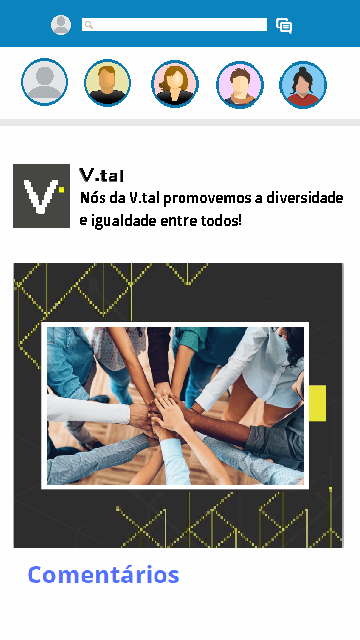 V.
V.tal
Nós da V.tal promovemos a diversidade
e igualdade entre todos!
Comentários